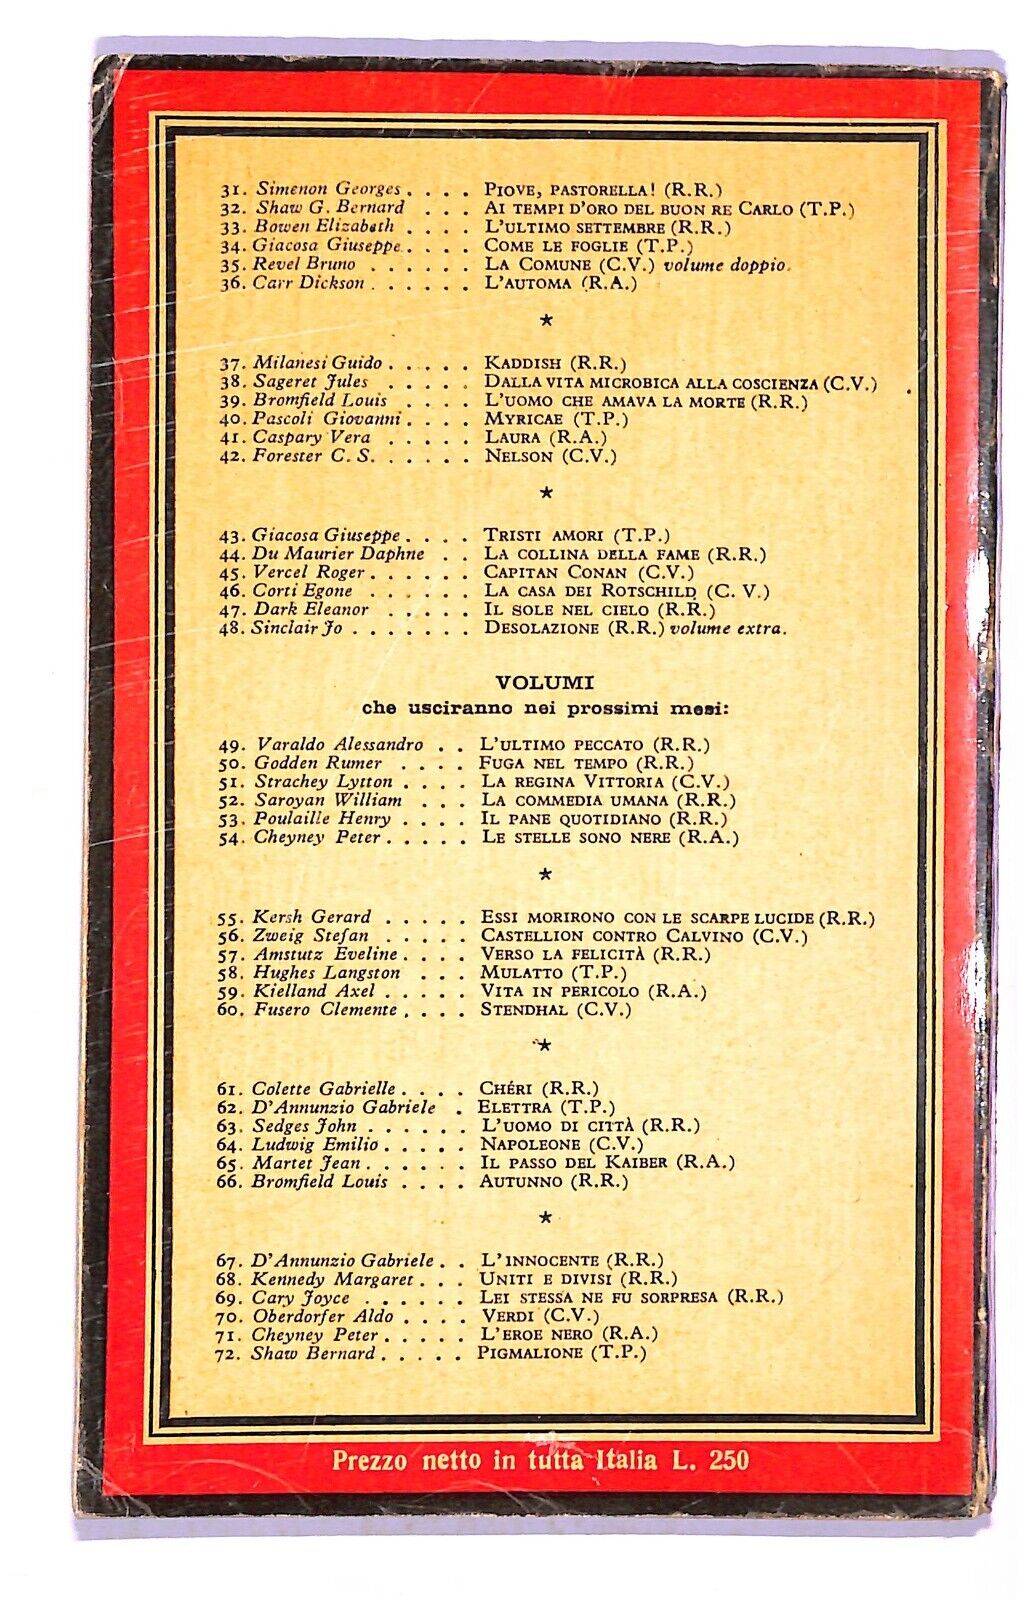 31. Simenon Georges . . . . PIOVE, PASTORELLA! (R.R.)
32. Shaw G. Bernard . . . AI TEMPI D'ORO DEL BUON RE CARLO (T.P.)
33. Bowen Elizabeth . . . . L'ULTIMO SETTEMBRE (R.R.)
34. Giacosa Giuseppe. . . . COME LE FOGLIE (T.P.)
35. Revel Bruno . . . . . . LA COMUNE (C.V.) volume doppio.
36. Carr Dickson . . . . . . L'AUTOMA (R.A.)
★
37. Milanesi Guido . . . . . KADDISH (R.R.)
38. Sageret Jules . . . . . DALLA VITA MICROBICA ALLA COSCIENZA (C.V.)
39. Bromfield Louis . . . . L'UOMO CHE AMAVA LA MORTE (R.R.)
40. Pascoli Giovanni . . . . MYRICAE (T.P.)
41. Caspary Vera . . . . . LAURA (R.A.)
42. Forester C. S. . . . . . NELSON (C.V.)
★
43. Giacosa Giuseppe . . . . TRISTI AMORI (T.P.)
44. Du Maurier Daphne . . LA COLLINA DELLA FAME (R.R.)
45. Vercel Roger . . . . . . CAPITAN CONAN (C.V.)
46. Corti Egone . . . . . . LA CASA DEI ROTSCHILD (C. V.)
47. Dark Eleanor . . . . . IL SOLE NEL CIELO (R.R.)
48. Sinclair Jo . . . . . . . DESOLAZIONE (R.R.) volume extra.
VOLUMI
che usciranno nei prossimi mesi:
49. Varaldo Alessandro . . L'ULTIMO PECCATO (R.R.)
50. Godden Rumer . . . . FUGA NEL TEMPO (R.R.)
51. Strachey Lytton . . . . LA REGINA VITTORIA (C.V.)
52. Saroyan William . . . LA COMMEDIA UMANA (R.R.)
53. Poulaille Henry . . . . IL PANE QUOTIDIANO (R.R.)
54. Cheyney Peter . . . . . LE STELLE SONO NERE (R.A.)
★
55. Kersh Gerard . . . . . ESSI MORIRONO CON LE SCARPE LUCIDE (R.R.)
56. Zweig Stefan . . . . . CASTELLION CONTRO CALVINO (C.V.)
57. Amstutz Eveline . . . . VERSO LA FELICITÀ (R.R.)
58. Hughes Langston . . . MULATTO (T.P.)
59. Kielland Axel . . . . . VITA IN PERICOLO (R.A.)
60. Fusero Clemente . . . . STENDHAL (C.V.)
★
61. Colette Gabrielle . . . . CHÉRI (R.R.)
62. D'Annunzio Gabriele . ELETTRA (T.P.)
63. Sedges John . . . . . . L'UOMO DI CITTÀ (R.R.)
64. Ludwig Emilio . . . . . NAPOLEONE (C.V.)
65. Martet Jean . . . . . . IL PASSO DEL KAIBER (R.A.)
66. Bromfield Louis . . . . AUTUNNO (R.R.)
★
67. D'Annunzio Gabriele . . L'INNOCENTE (R.R.)
68. Kennedy Margaret . . . UNITI E DIVISI (R.R.)
69. Cary Joyce . . . . . . LEI STESSA NE FU SORPRESA (R.R.)
70. Oberdorfer Aldo . . . . VERDI (C.V.)
71. Cheyney Peter . . . . . L'EROE NERO (R.A.)
72. Shaw Bernard . . . . . PIGMALIONE (T.P.)
Prezzo netto in tutta Italia L. 250